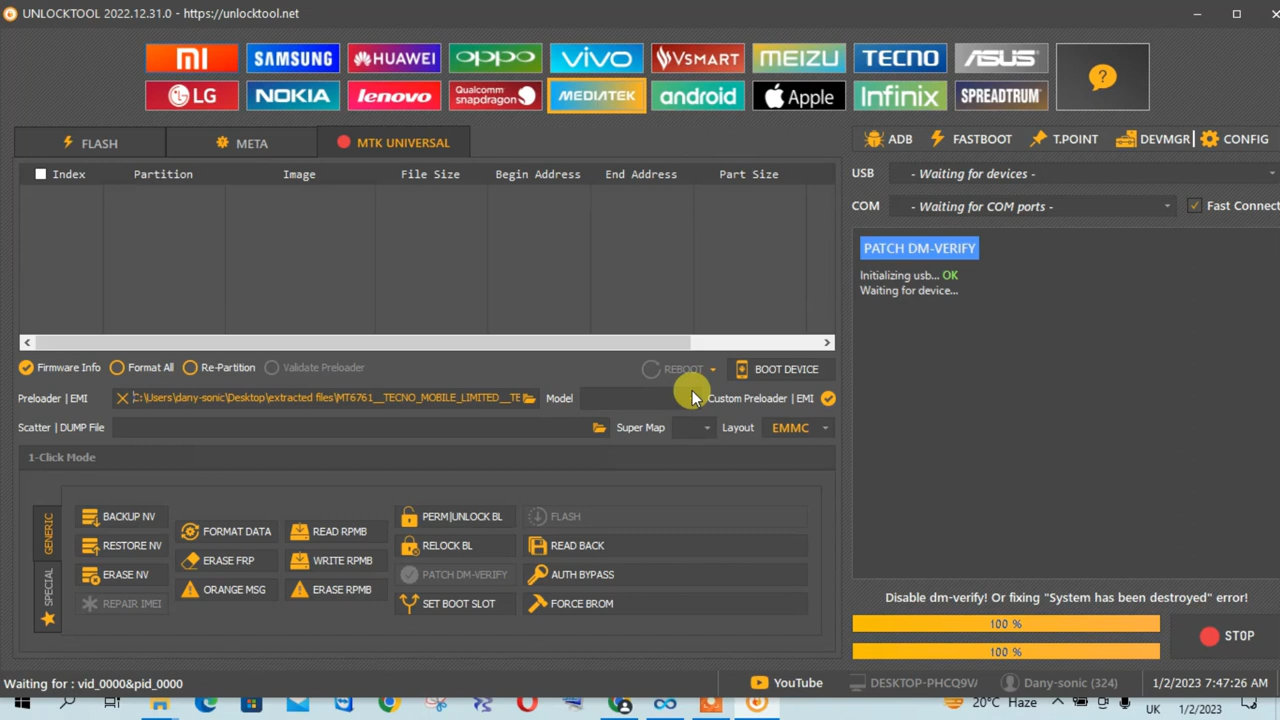 UNLOCKTOOL 2022.12.31.0 - https://unlocktool.net
MI SAMSUNG HUAWEI OPPO VIVO VSMART MEIZU TECNO ASUS ?
LG NOKIA lenovo Qualcomm snapdragon MEDIATEK android Apple Infinix SPREADTRUM
FLASH META MTK UNIVERSAL
ADB FASTBOOT T.POINT DEVMGR CONFIG
Index Partition Image File Size Begin Address End Address Part Size
USB - Waiting for devices -
COM - Waiting for COM ports - Fast Connect
PATCH DM-VERIFY
Initializing usb... OK
Waiting for device...
Firmware Info Format All Re-Partition Validate Preloader REBOOT BOOT DEVICE
Preloader | EMI C:\Users\dany-sonic\Desktop\extracted files\MT6761__TECNO_MOBILE_LIMITED__TE Model Custom Preloader | EMI
Scatter | DUMP File Super Map Layout EMMC
1-Click Mode
GENERIC
SPECIAL
BACKUP NV
RESTORE NV
ERASE NV
REPAIR IMEI
FORMAT DATA
ERASE FRP
ORANGE MSG
READ RPMB
WRITE RPMB
ERASE RPMB
PERM|UNLOCK BL
RELOCK BL
PATCH DM-VERIFY
SET BOOT SLOT
FLASH
READ BACK
AUTH BYPASS
FORCE BROM
Disable dm-verify! Or fixing "System has been destroyed" error!
100 %
100 %
STOP
Waiting for : vid_0000&pid_0000
YouTube DESKTOP-PHCQ9W Dany-sonic (324) 1/2/2023 7:47:26 AM
20°C Haze UK 1/2/2023